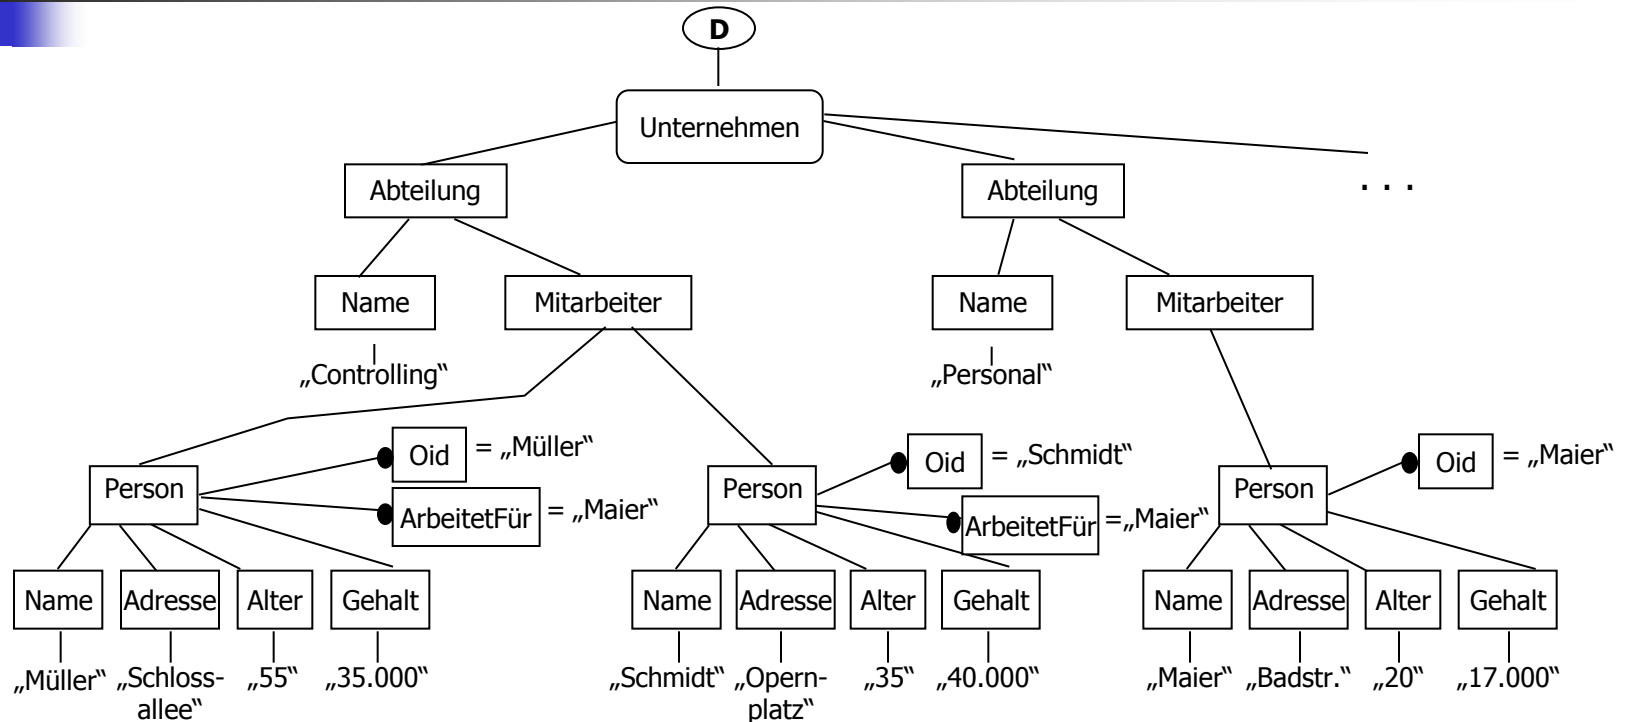 D
Unternehmen
Abteilung
Abteilung
. . .
Name
Mitarbeiter
Name
Mitarbeiter
„Controlling“
„Personal“
Person
Oid
= „Müller“
ArbeitetFür
= „Maier“
Person
Oid
= „Schmidt“
ArbeitetFür
=„Maier“
Person
Oid
= „Maier“
Name
Adresse
Alter
Gehalt
Name
Adresse
Alter
Gehalt
Name
Adresse
Alter
Gehalt
„Müller“
„Schloss-
allee“
„55“
„35.000“
„Schmidt“
„Opern-
platz“
„35“
„40.000“
„Maier“
„Badstr.“
„20“
„17.000“